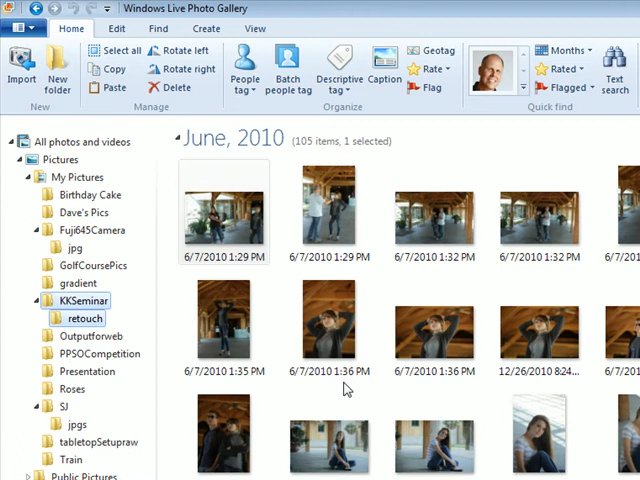 Windows Live Photo Gallery
Home Edit Find Create View
Import
New folder
New
Select all
Copy
Paste
Rotate left
Rotate right
Delete
Manage
People tag
Batch people tag
Descriptive tag
Caption
Geotag
Rate
Flag
Organize
Months
Rated
Flagged
Text search
Quick find
All photos and videos
Pictures
My Pictures
Birthday Cake
Dave's Pics
Fuji645Camera
jpg
GolfCoursePics
gradient
KKSeminar
retouch
Outputforweb
PPSOCompetition
Presentation
Roses
SJ
jpgs
tabletopSetupraw
Train
Public Pictures
June, 2010 (105 items, 1 selected)
6/7/2010 1:29 PM 6/7/2010 1:29 PM 6/7/2010 1:32 PM 6/7/2010 1:32 PM 6/7/20
6/7/2010 1:35 PM 6/7/2010 1:36 PM 6/7/2010 1:36 PM 12/26/2010 8:24... 6/7/20